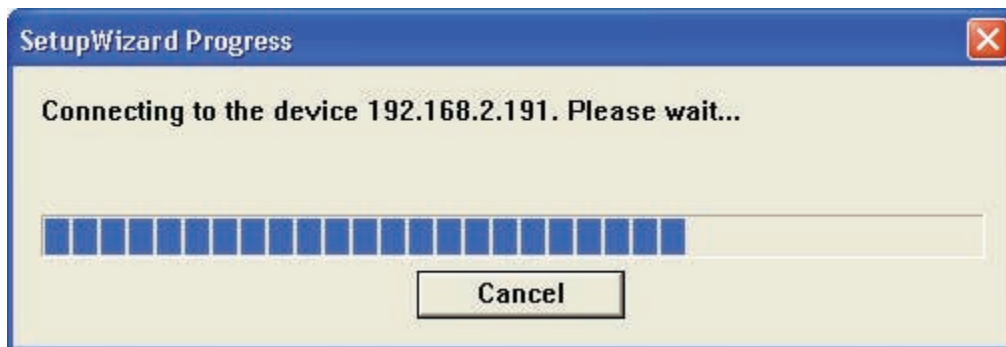 SetupWizard Progress
Connecting to the device 192.168.2.191. Please wait...
Cancel